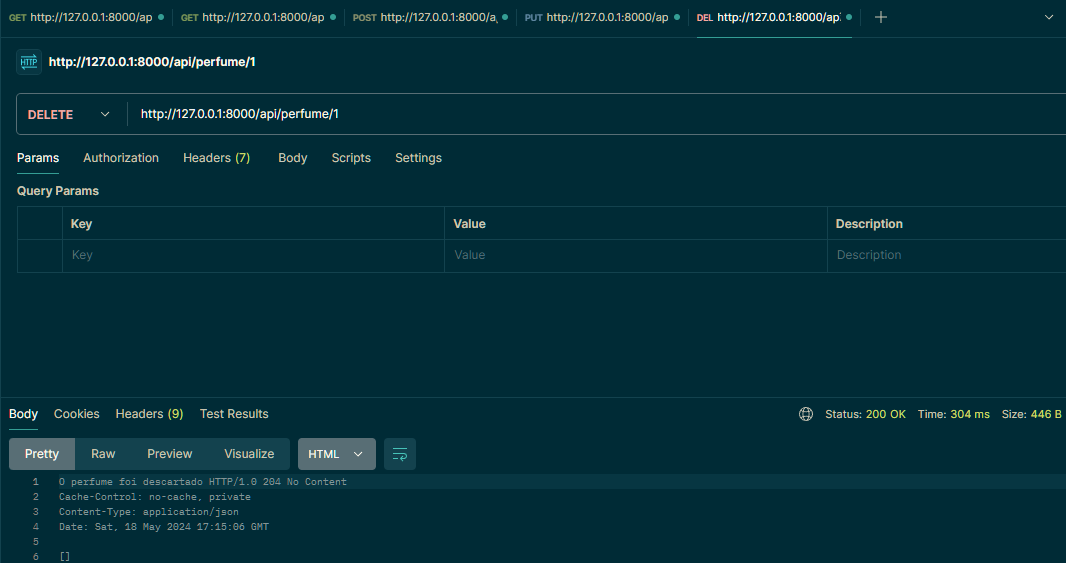 GET http://127.0.0.1:8000/ap
GET http://127.0.0.1:8000/ap
POST http://127.0.0.1:8000/a
PUT http://127.0.0.1:8000/ap
DEL http://127.0.0.1:8000/ap
HTTP http://127.0.0.1:8000/api/perfume/1
DELETE http://127.0.0.1:8000/api/perfume/1
Params Authorization Headers (7) Body Scripts Settings
Query Params
Key Value Description
Key Value Description
Body Cookies Headers (9) Test Results Status: 200 OK Time: 304 ms Size: 446 B
Pretty Raw Preview Visualize HTML
1 O perfume foi descartado HTTP/1.0 204 No Content
2 Cache-Control: no-cache, private
3 Content-Type: application/json
4 Date: Sat, 18 May 2024 17:15:06 GMT
5
6 []